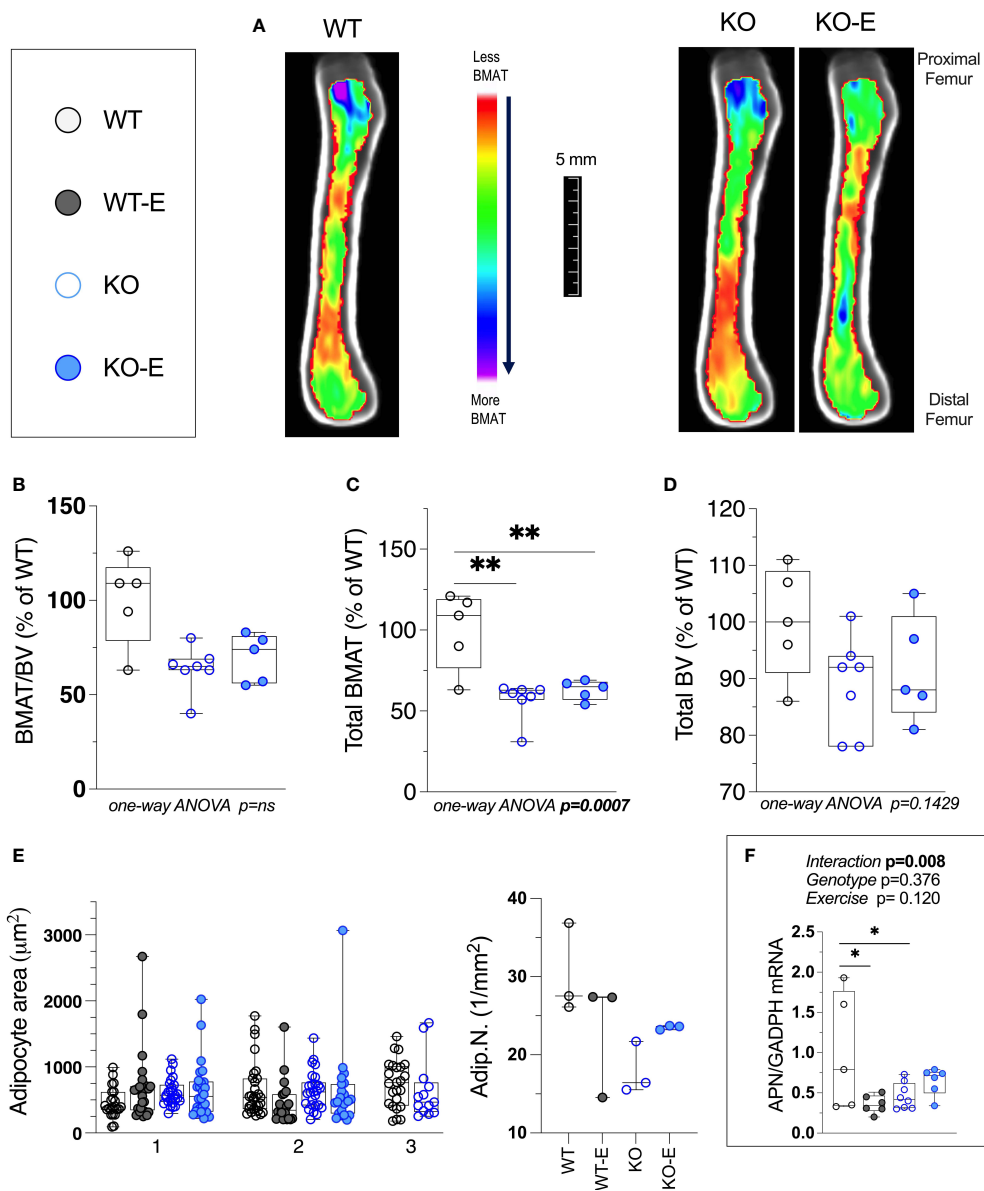 A
WT
KO
KO-E
WT
WT-E
KO
KO-E
Less
BMAT
More
BMAT
5 mm
Proximal
Femur
Distal
Femur
B
BMAT/BV (% of WT)
150
100
50
0
one-way ANOVA p=ns
C
Total BMAT (% of WT)
150
100
50
0
**
**
one-way ANOVA p=0.0007
D
Total BV (% of WT)
120
110
100
90
80
70
one-way ANOVA p=0.1429
E
Adipocyte area (μm²)
3000
2000
1000
0
1
2
3
Adip.N. (1/mm²)
40
30
20
10
WT
WT-E
KO
KO-E
F
Interaction p=0.008
Genotype p=0.376
Exercise p= 0.120
APN/GADPH mRNA
2.5
2.0
1.5
1.0
0.5
0.0
*
*